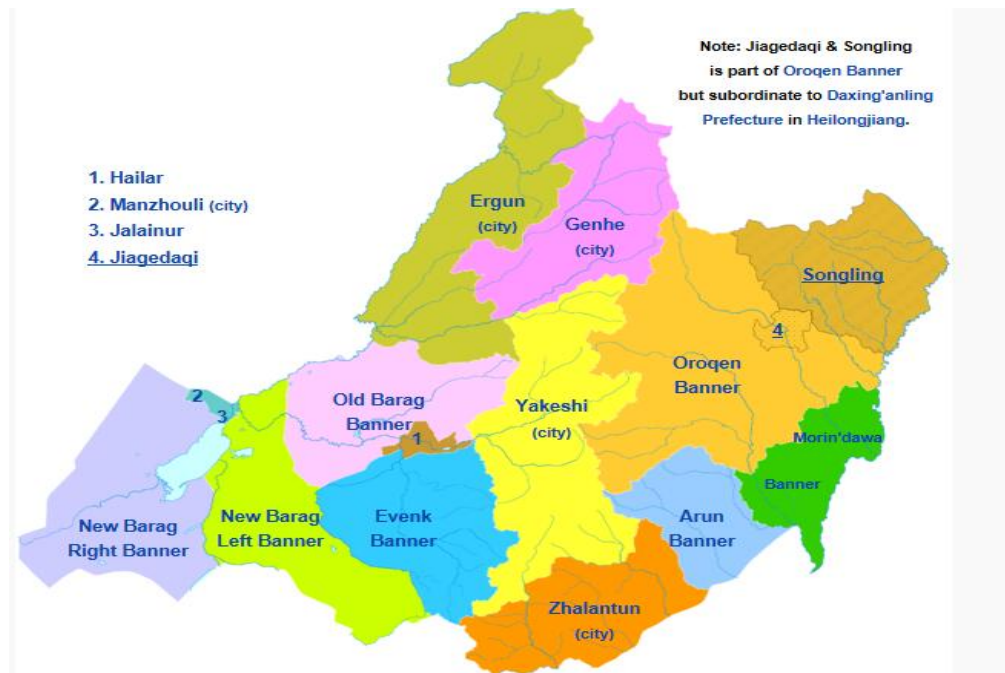 Note: Jiagedaqi & Songling
is part of Oroqen Banner
but subordinate to Daxing'anling
Prefecture in Heilongjiang.
1. Hailar
2. Manzhouli (city)
3. Jalainur
4. Jiagedaqi
Ergun
(city)
Genhe
(city)
Songling
4
Oroqen
Banner
2
3
Old Barag
Banner
1
Yakeshi
(city)
Morin'dawa
Banner
New Barag
Right Banner
New Barag
Left Banner
Evenk
Banner
Arun
Banner
Zhalantun
(city)